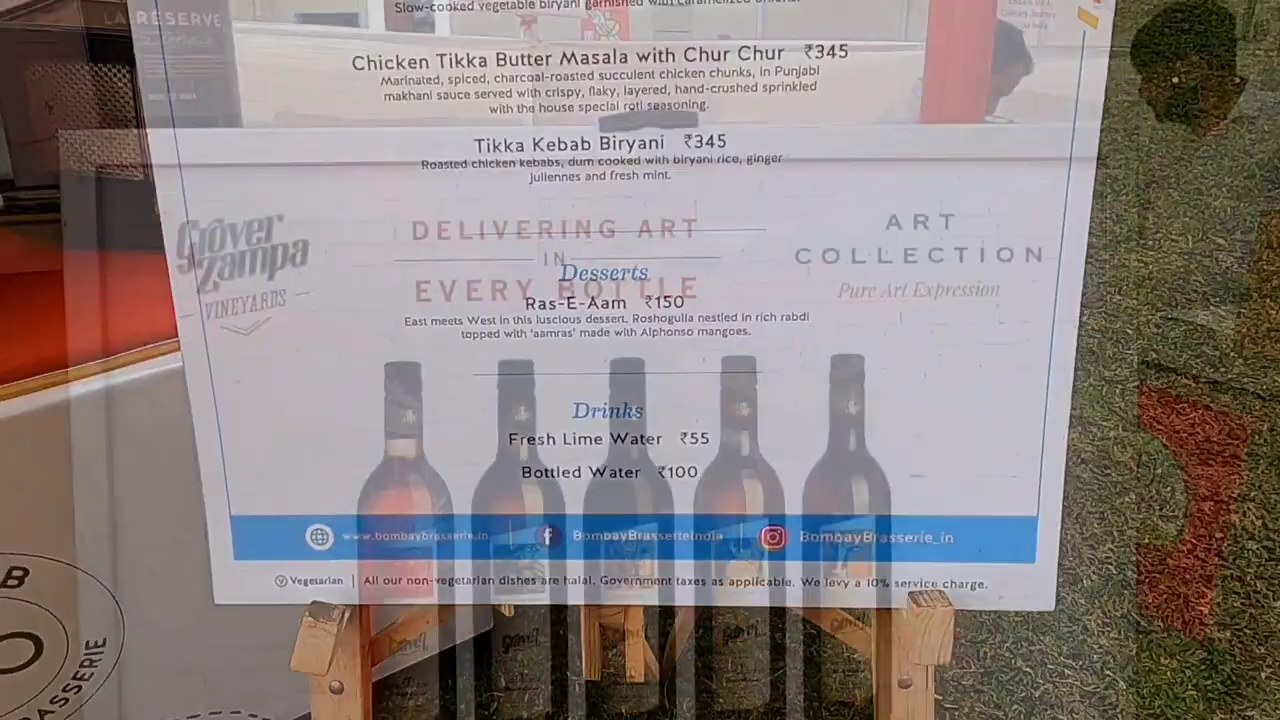 LA RESERVE
Slow-cooked vegetable biryani garnished with caramelized onions.
Chicken Tikka Butter Masala with Chur Chur ₹345
Marinated, spiced, charcoal-roasted succulent chicken chunks, in Punjabi
makhani sauce served with crispy, flaky, layered, hand-crushed sprinkled
with the house special roti seasoning.
Tikka Kebab Biryani ₹345
Roasted chicken kebabs, dum cooked with biryani rice, ginger
juliennes and fresh mint.
Grover
Zampa
VINEYARDS
DELIVERING ART
IN
EVERY BOTTLE
ART
COLLECTION
Pure Art Expression
Desserts
Ras-E-Aam ₹150
East meets West in this luscious dessert. Roshogulla nestled in rich rabdi
topped with 'aamras' made with Alphonso mangoes.
Drinks
Fresh Lime Water ₹55
Bottled Water ₹100
www.bombaybrasserie.in
BombayBrasserieIndia
BombayBrasserie_in
Vegetarian | All our non-vegetarian dishes are halal. Government taxes as applicable. We levy a 10% service charge.
B
ASSERIE